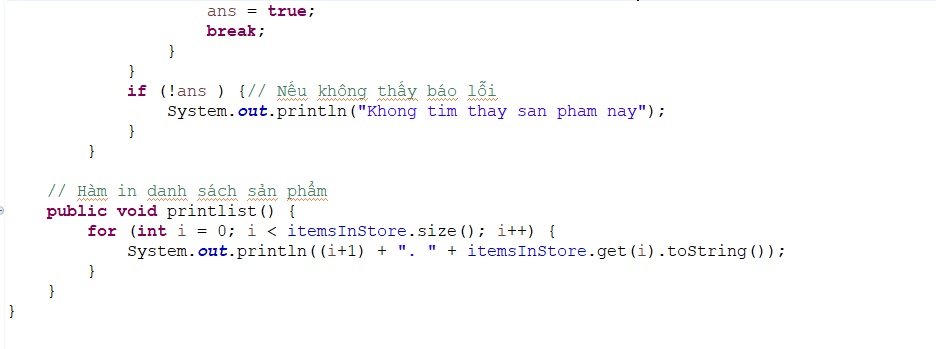 ans = true;
break;
}
}
if (!ans ) {// Nếu không thấy báo lỗi
System.out.println("Khong tim thay san pham nay");
}
}
// Hàm in danh sách sản phẩm
public void printlist() {
for (int i = 0; i < itemsInStore.size(); i++) {
System.out.println((i+1) + ". " + itemsInStore.get(i).toString());
}
}
}